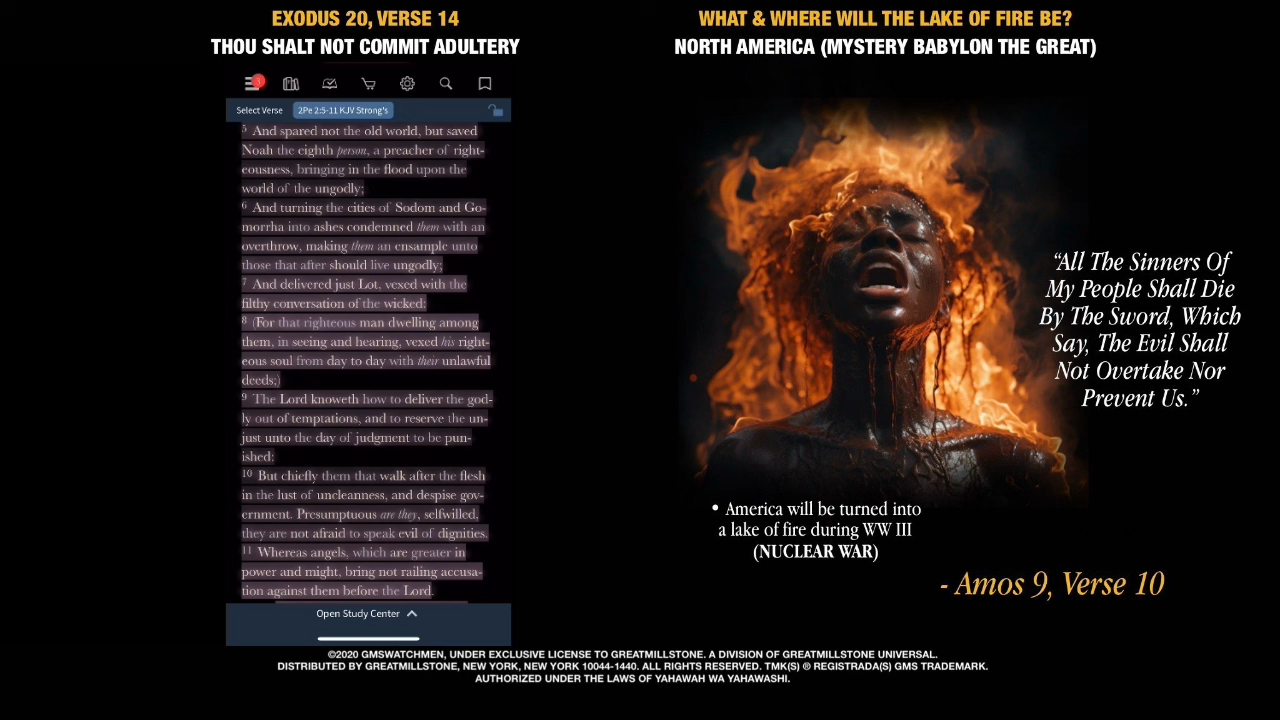 EXODUS 20, VERSE 14
THOU SHALT NOT COMMIT ADULTERY
3
Select Verse
2Pe 2:5-11 KJV Strong's
5 And spared not the old world, but saved
Noah the eighth person, a preacher of right-
eousness, bringing in the flood upon the
world of the ungodly;
6 And turning the cities of Sodom and Go-
morrha into ashes condemned them with an
overthrow, making them an ensample unto
those that after should live ungodly;
7 And delivered just Lot, vexed with the
filthy conversation of the wicked:
8 (For that righteous man dwelling among
them, in seeing and hearing, vexed his right-
eous soul from day to day with their unlawful
deeds;)
9 The Lord knoweth how to deliver the god-
ly out of temptations, and to reserve the un-
just unto the day of judgment to be pun-
ished:
10 But chiefly them that walk after the flesh
in the lust of uncleanness, and despise gov-
ernment. Presumptuous are they, selfwilled,
they are not afraid to speak evil of dignities.
11 Whereas angels, which are greater in
power and might, bring not railing accusa-
tion against them before the Lord.
Open Study Center
WHAT & WHERE WILL THE LAKE OF FIRE BE?
NORTH AMERICA (MYSTERY BABYLON THE GREAT)
“All The Sinners Of
My People Shall Die
By The Sword, Which
Say, The Evil Shall
Not Overtake Nor
Prevent Us.”
• America will be turned into
a lake of fire during WW III
(NUCLEAR WAR)
- Amos 9, Verse 10
©2020 GMSWATCHMEN, UNDER EXCLUSIVE LICENSE TO GREATMILLSTONE. A DIVISION OF GREATMILLSTONE UNIVERSAL.
DISTRIBUTED BY GREATMILLSTONE, NEW YORK, NEW YORK 10044-1440. ALL RIGHTS RESERVED. TMK(S) ® REGISTRADA(S) GMS TRADEMARK.
AUTHORIZED UNDER THE LAWS OF YAHAWAH WA YAHAWASHI.